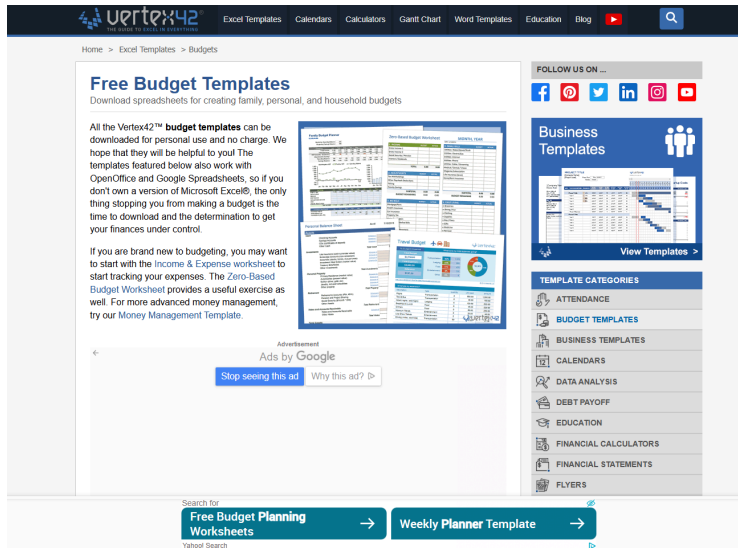 vertex42®
THE GUIDE TO EXCEL IN EVERYTHING
Excel Templates
Calendars
Calculators
Gantt Chart
Word Templates
Education
Blog
Home > Excel Templates > Budgets
Free Budget Templates
Download spreadsheets for creating family, personal, and household budgets
All the Vertex42™ budget templates can be
downloaded for personal use and no charge. We
hope that they will be helpful to you! The
templates featured below also work with
OpenOffice and Google Spreadsheets, so if you
don't own a version of Microsoft Excel®, the only
thing stopping you from making a budget is the
time to download and the determination to get
your finances under control.
If you are brand new to budgeting, you may want
to start with the Income & Expense worksheet to
start tracking your expenses. The Zero-Based
Budget Worksheet provides a useful exercise as
well. For more advanced money management,
try our Money Management Template.
Family Budget Planner
Zero-Based Budget Worksheet
MONTH, YEAR
Personal Balance Sheet
Travel Budget
vertex42
Advertisement
Ads by Google
Stop seeing this ad
Why this ad?
FOLLOW US ON ...
Business
Templates
View Templates >
TEMPLATE CATEGORIES
ATTENDANCE
BUDGET TEMPLATES
BUSINESS TEMPLATES
CALENDARS
DATA ANALYSIS
DEBT PAYOFF
EDUCATION
FINANCIAL CALCULATORS
FINANCIAL STATEMENTS
FLYERS
Search for
Free Budget Planning
Worksheets
Weekly Planner Template
Yahoo! Search